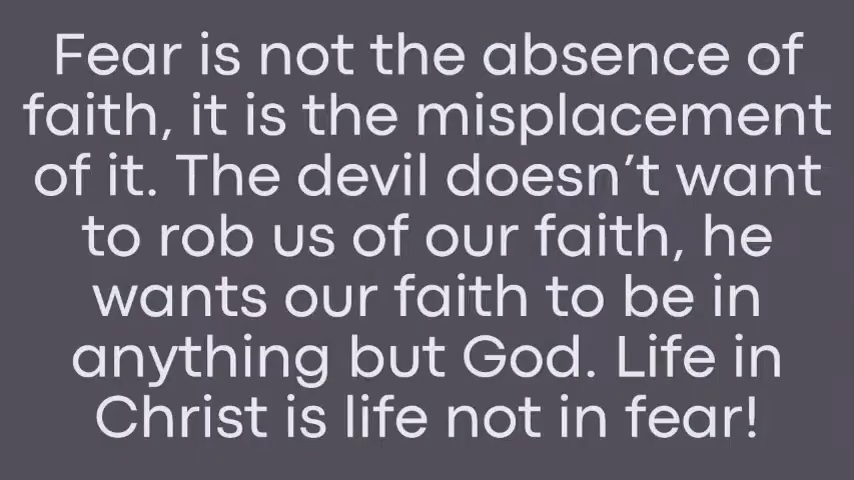 Fear is not the absence of
faith, it is the misplacement
of it. The devil doesn’t want
to rob us of our faith, he
wants our faith to be in
anything but God. Life in
Christ is life not in fear!